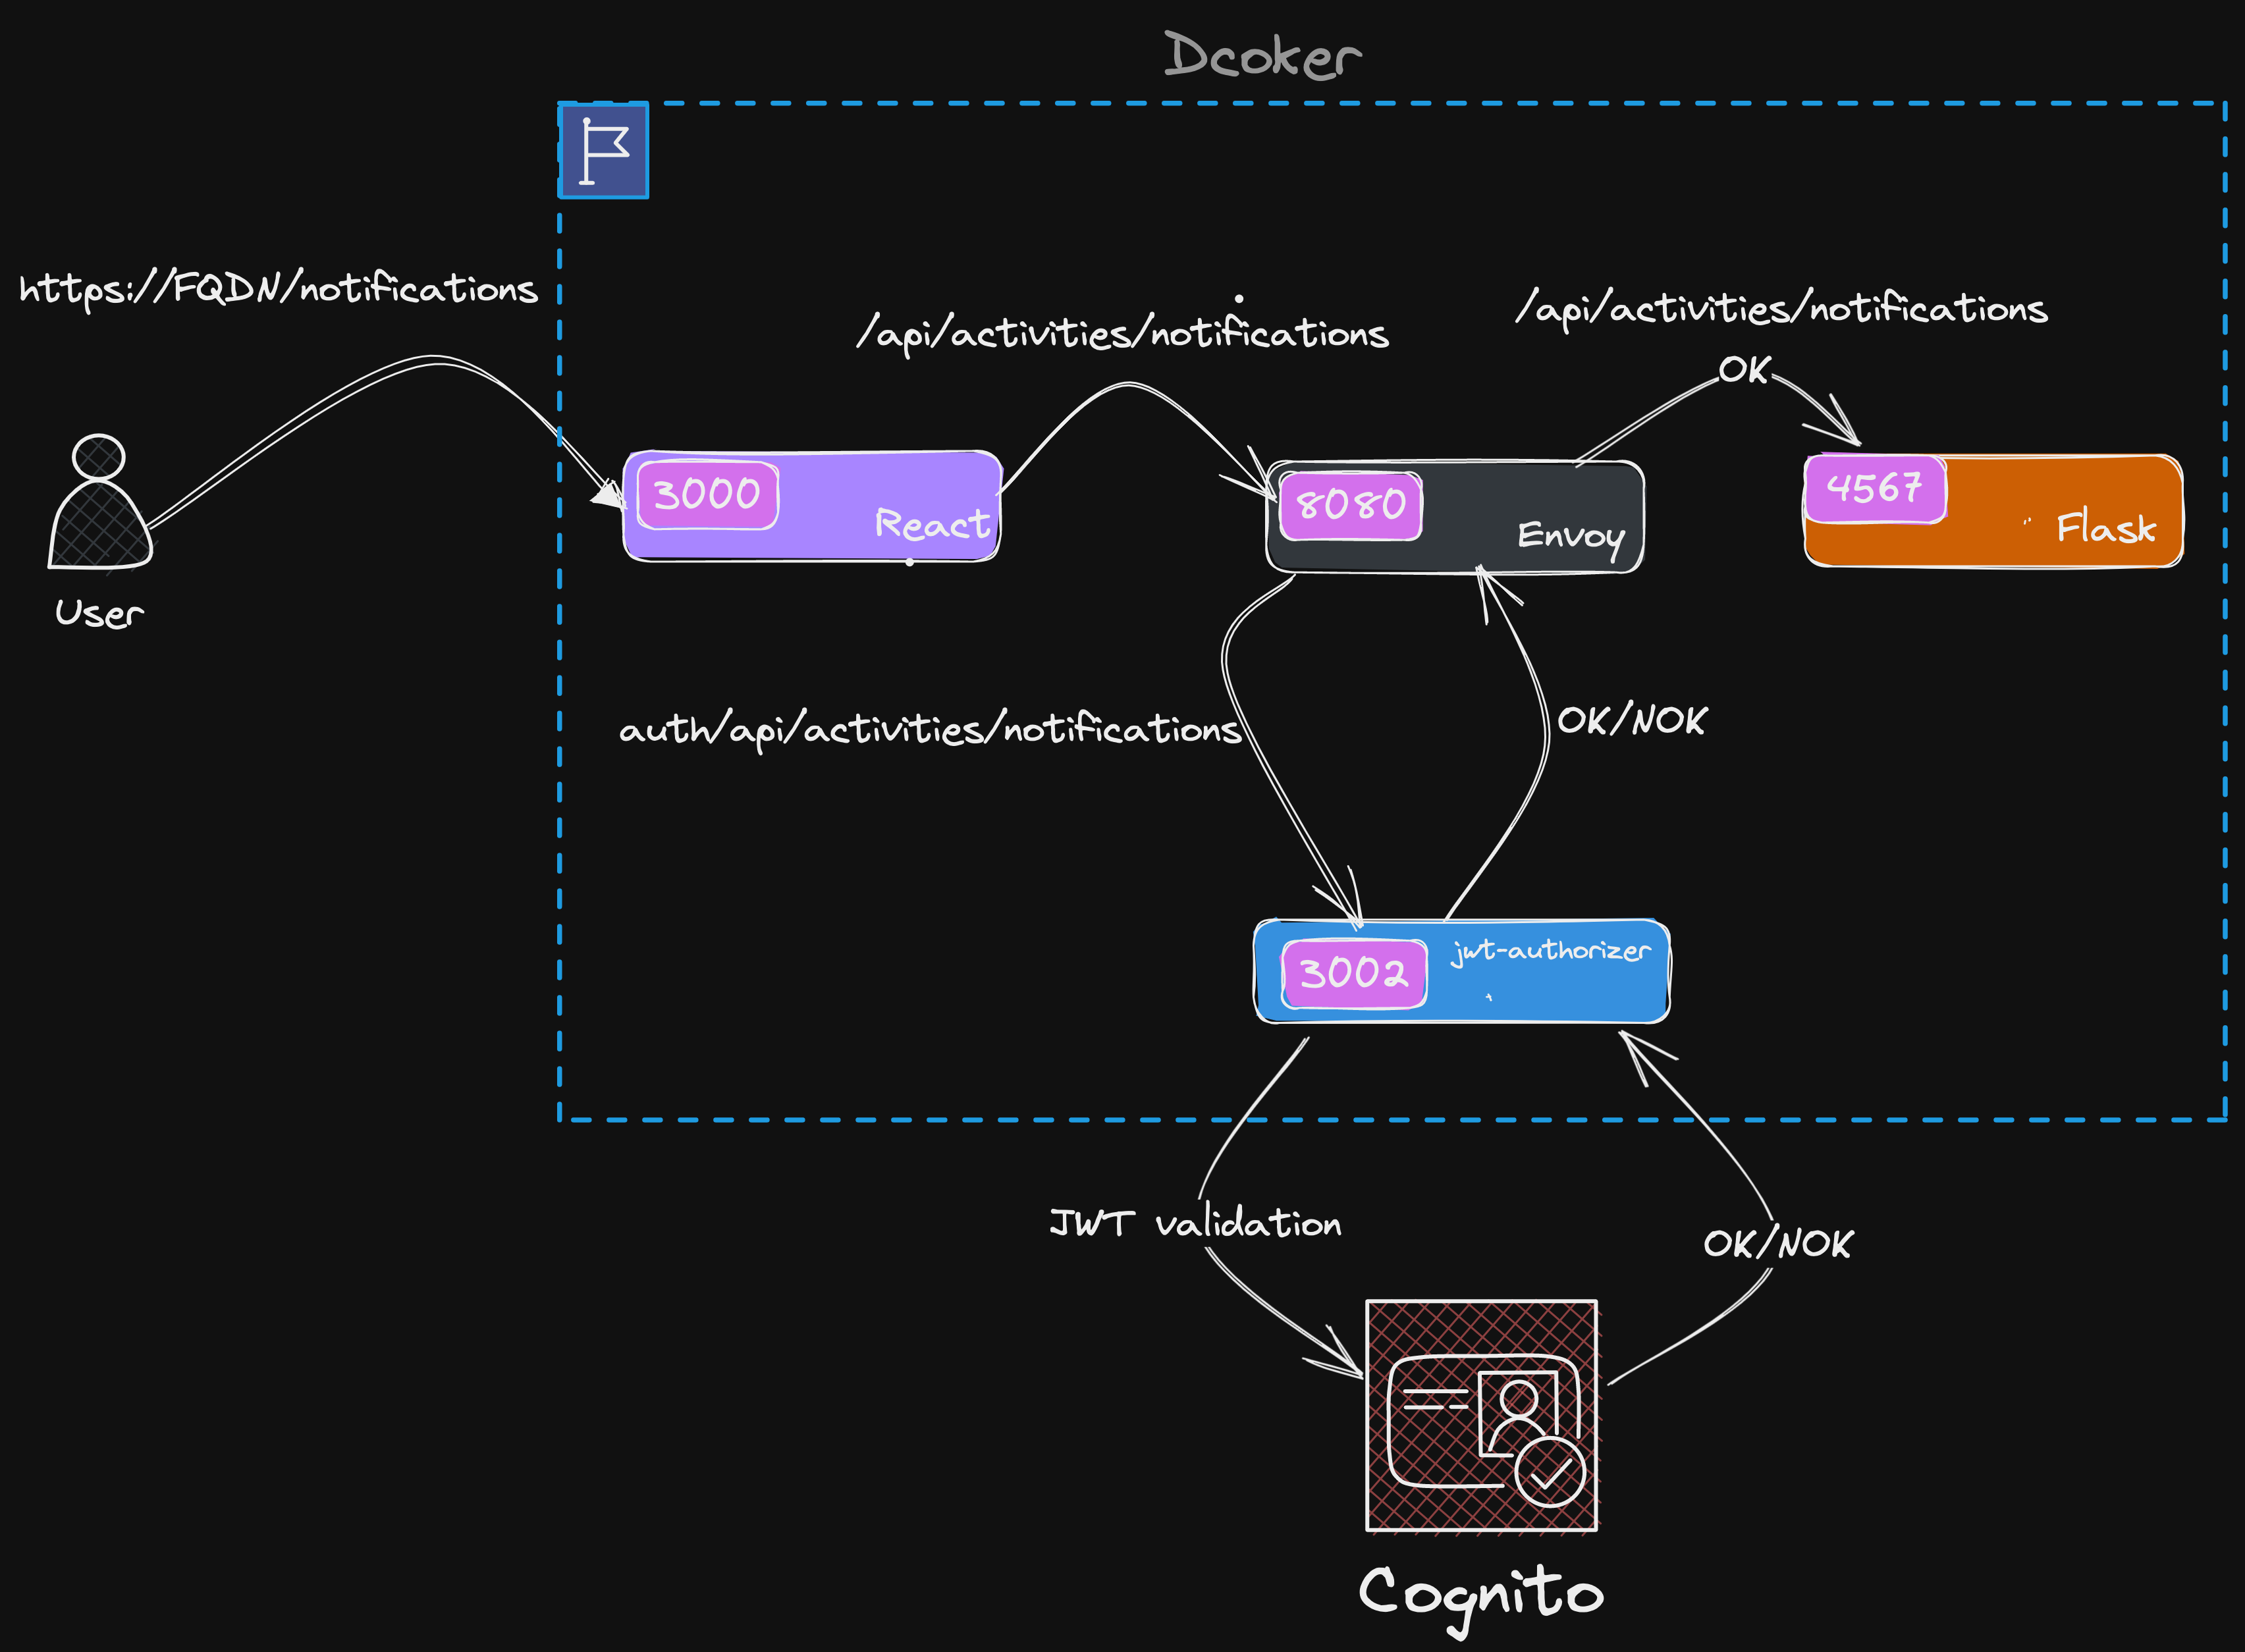 Dcoker
https://FQDN/notifications
/api/activities/notifications
/api/activities/notifications
OK
3000
React
8080
Envoy
4567
Flask
User
auth/api/activities/notifications
OK/NOK
3002
jwt-authorizer
JWT validation
OK/NOK
Cognito